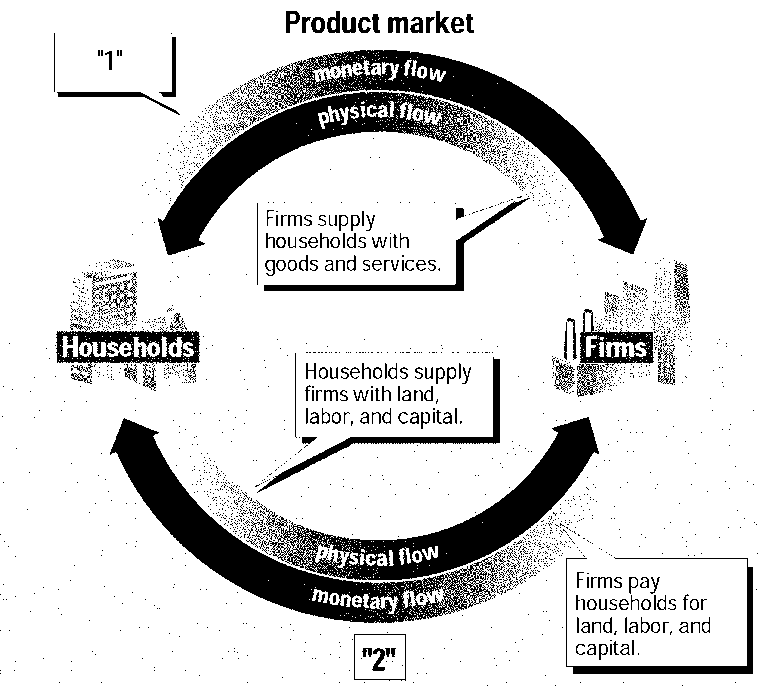 Product market
"1"
monetary flow
physical flow
Firms supply
households with
goods and services.
Households
Firms
Households supply
firms with land,
labor, and capital.
physical flow
monetary flow
Firms pay
households for
land, labor, and
capital.
"2"